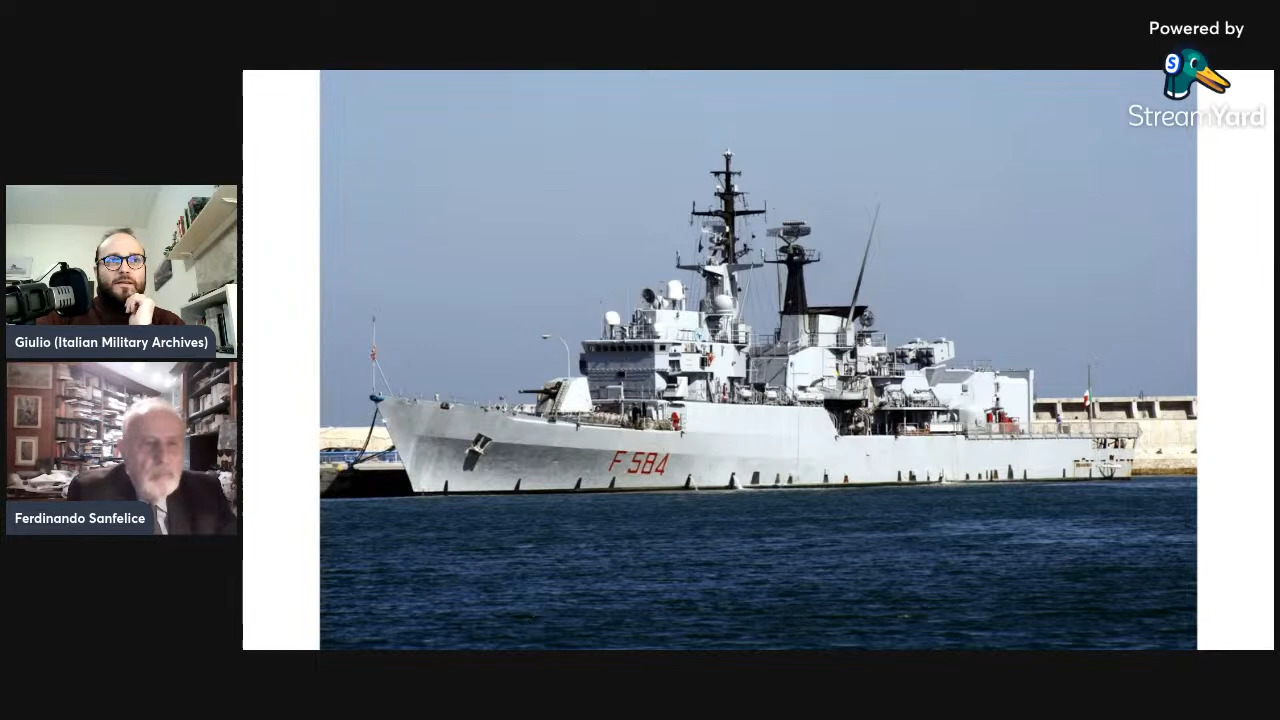 Powered by
S
StreamYard
Giulio (Italian Military Archives)
F 584
Ferdinando Sanfelice